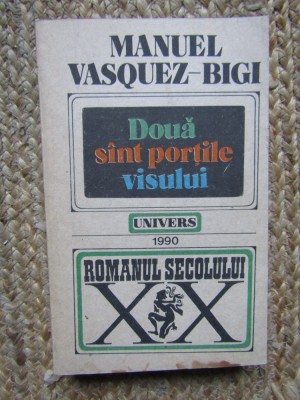 MANUEL
VASQUEZ-BIGI
Două
sînt porțile
visului
UNIVERS
1990
ROMANUL SECOLULUI
XX